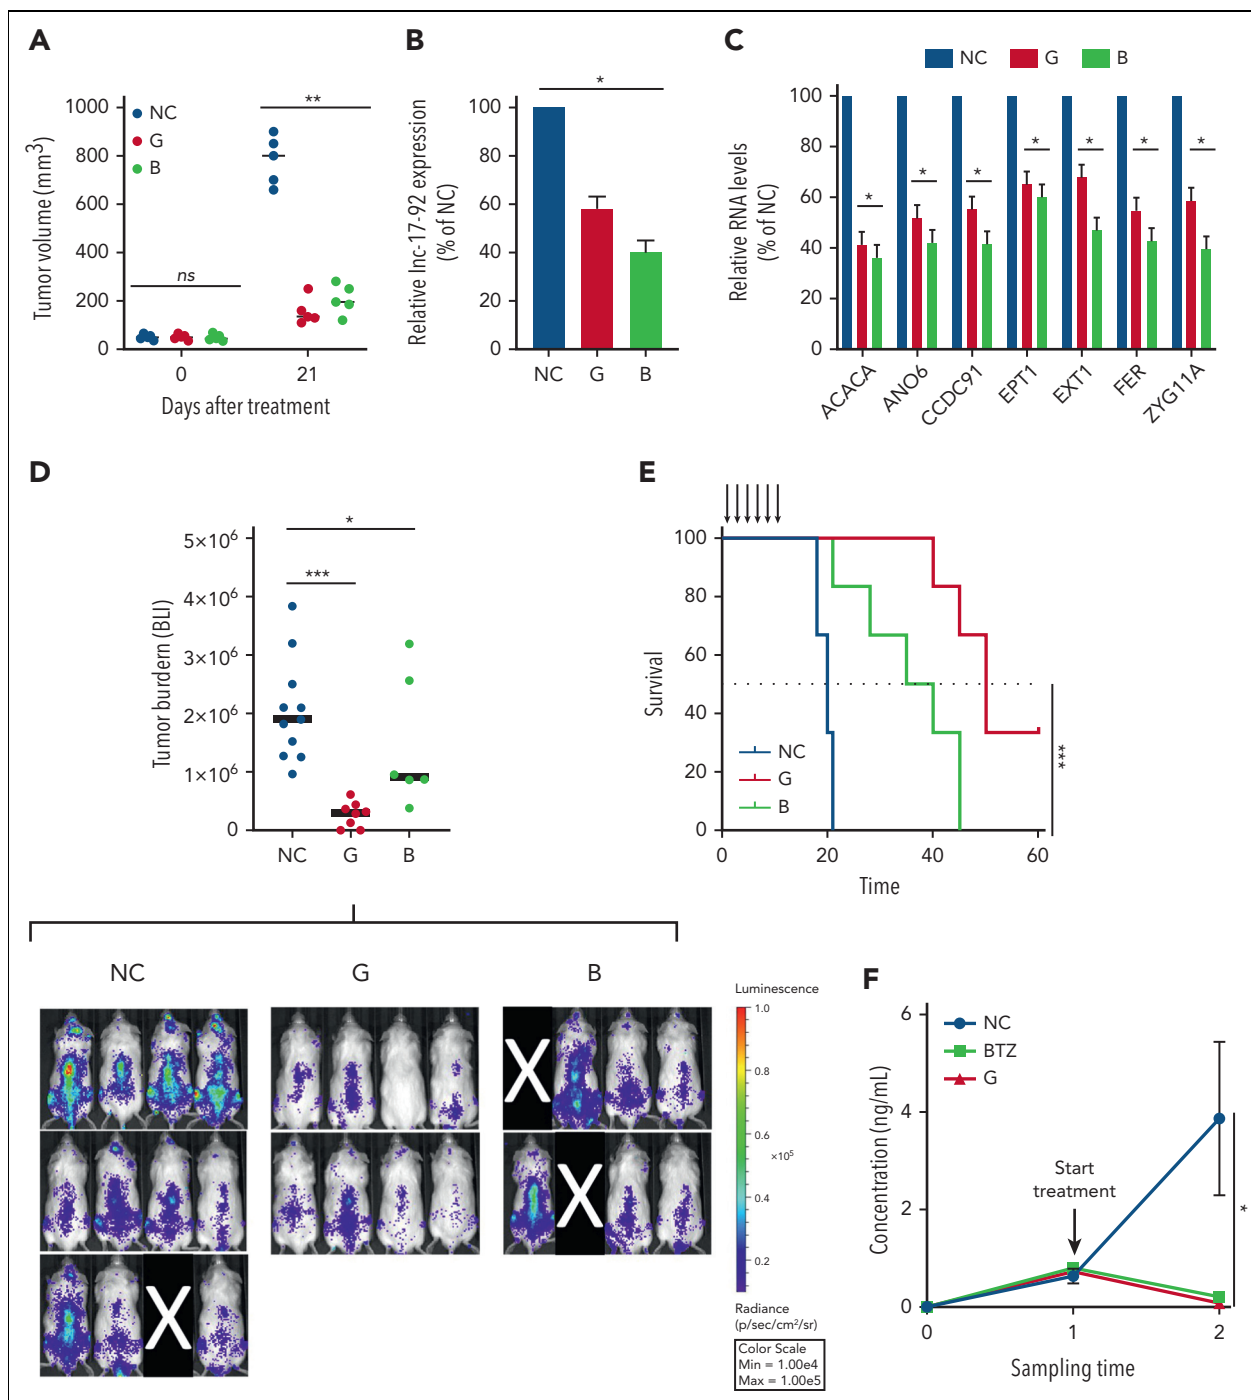 A
Tumor volume (mm3)
1000
800
600
400
200
0
NC
G
B
ns
**
0
21
Days after treatment
B
Relative lnc-17-92 expression
(% of NC)
100
80
60
40
20
0
*
NC
G
B
C
NC
G
B
Relative RNA levels
(% of NC)
100
80
60
40
20
0
*
*
*
*
*
*
*
ACACA
ANO6
CCDC91
EPT1
EXT1
FER
ZYG11A
D
Tumor burdern (BLI)
5×10⁶
4×10⁶
3×10⁶
2×10⁶
1×10⁶
0
*
***
NC
G
B
E
Survival
100
80
60
40
20
0
NC
G
B
***
0
20
40
60
Time
NC
G
B
X
X
X
Luminescence
1.0
0.8
0.6
×10⁵
0.4
0.2
Radiance
(p/sec/cm²/sr)
Color Scale
Min = 1.00e4
Max = 1.00e5
F
Concentration (ng/mL)
6
4
2
0
NC
BTZ
G
Start
treatment
*
0
1
2
Sampling time